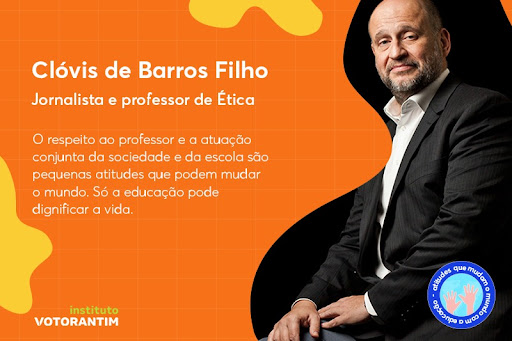 Clóvis de Barros Filho
Jornalista e professor de Ética
O respeito ao professor e a atuação
conjunta da sociedade e da escola são
pequenas atitudes que podem mudar
o mundo. Só a educação pode
dignificar a vida.
instituto
VOTORANTIM
atitudes que mudam o mundo com a educação -